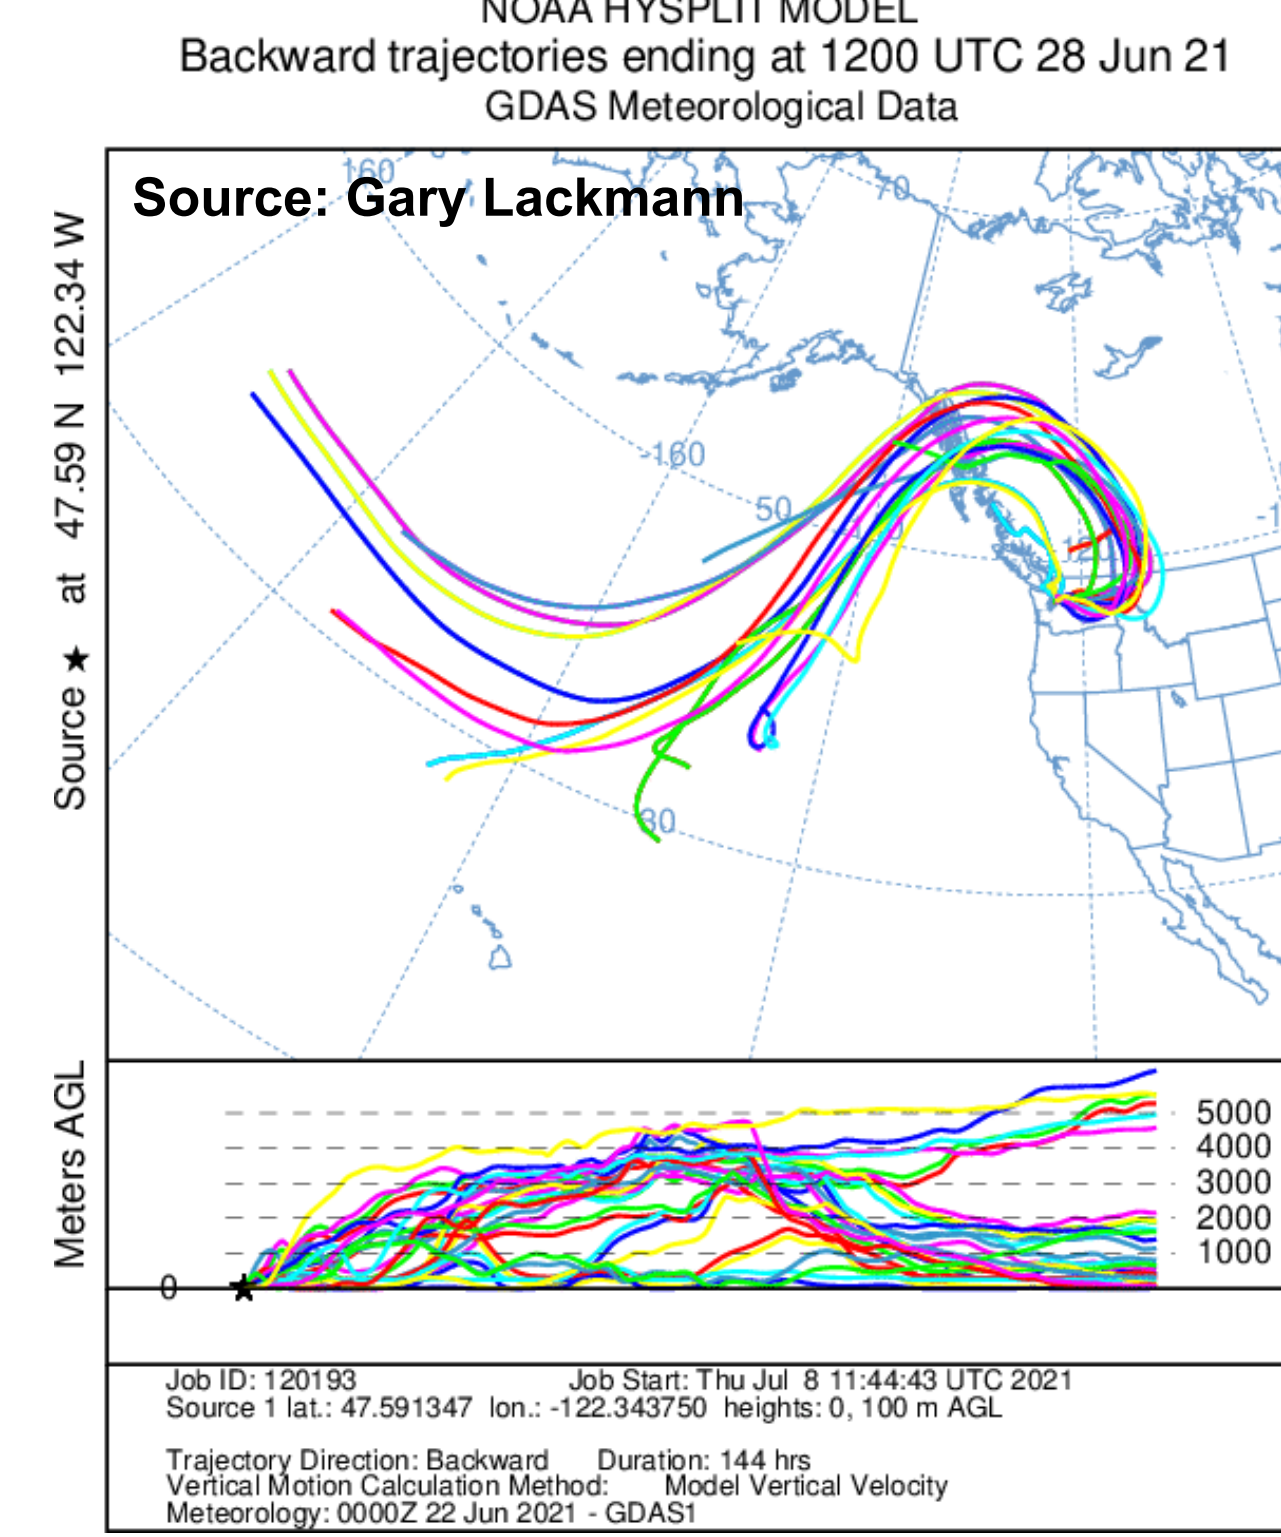 NOAA HYSPLIT MODEL
Backward trajectories ending at 1200 UTC 28 Jun 21
GDAS Meteorological Data
160
70
Source: Gary Lackmann
-160
50
-120
-1
30
Source ★ at 47.59 N 122.34 W
Meters AGL
5000
4000
3000
2000
1000
0
Job ID: 120193 Job Start: Thu Jul 8 11:44:43 UTC 2021
Source 1 lat.: 47.591347 lon.: -122.343750 heights: 0, 100 m AGL
Trajectory Direction: Backward Duration: 144 hrs
Vertical Motion Calculation Method: Model Vertical Velocity
Meteorology: 0000Z 22 Jun 2021 - GDAS1